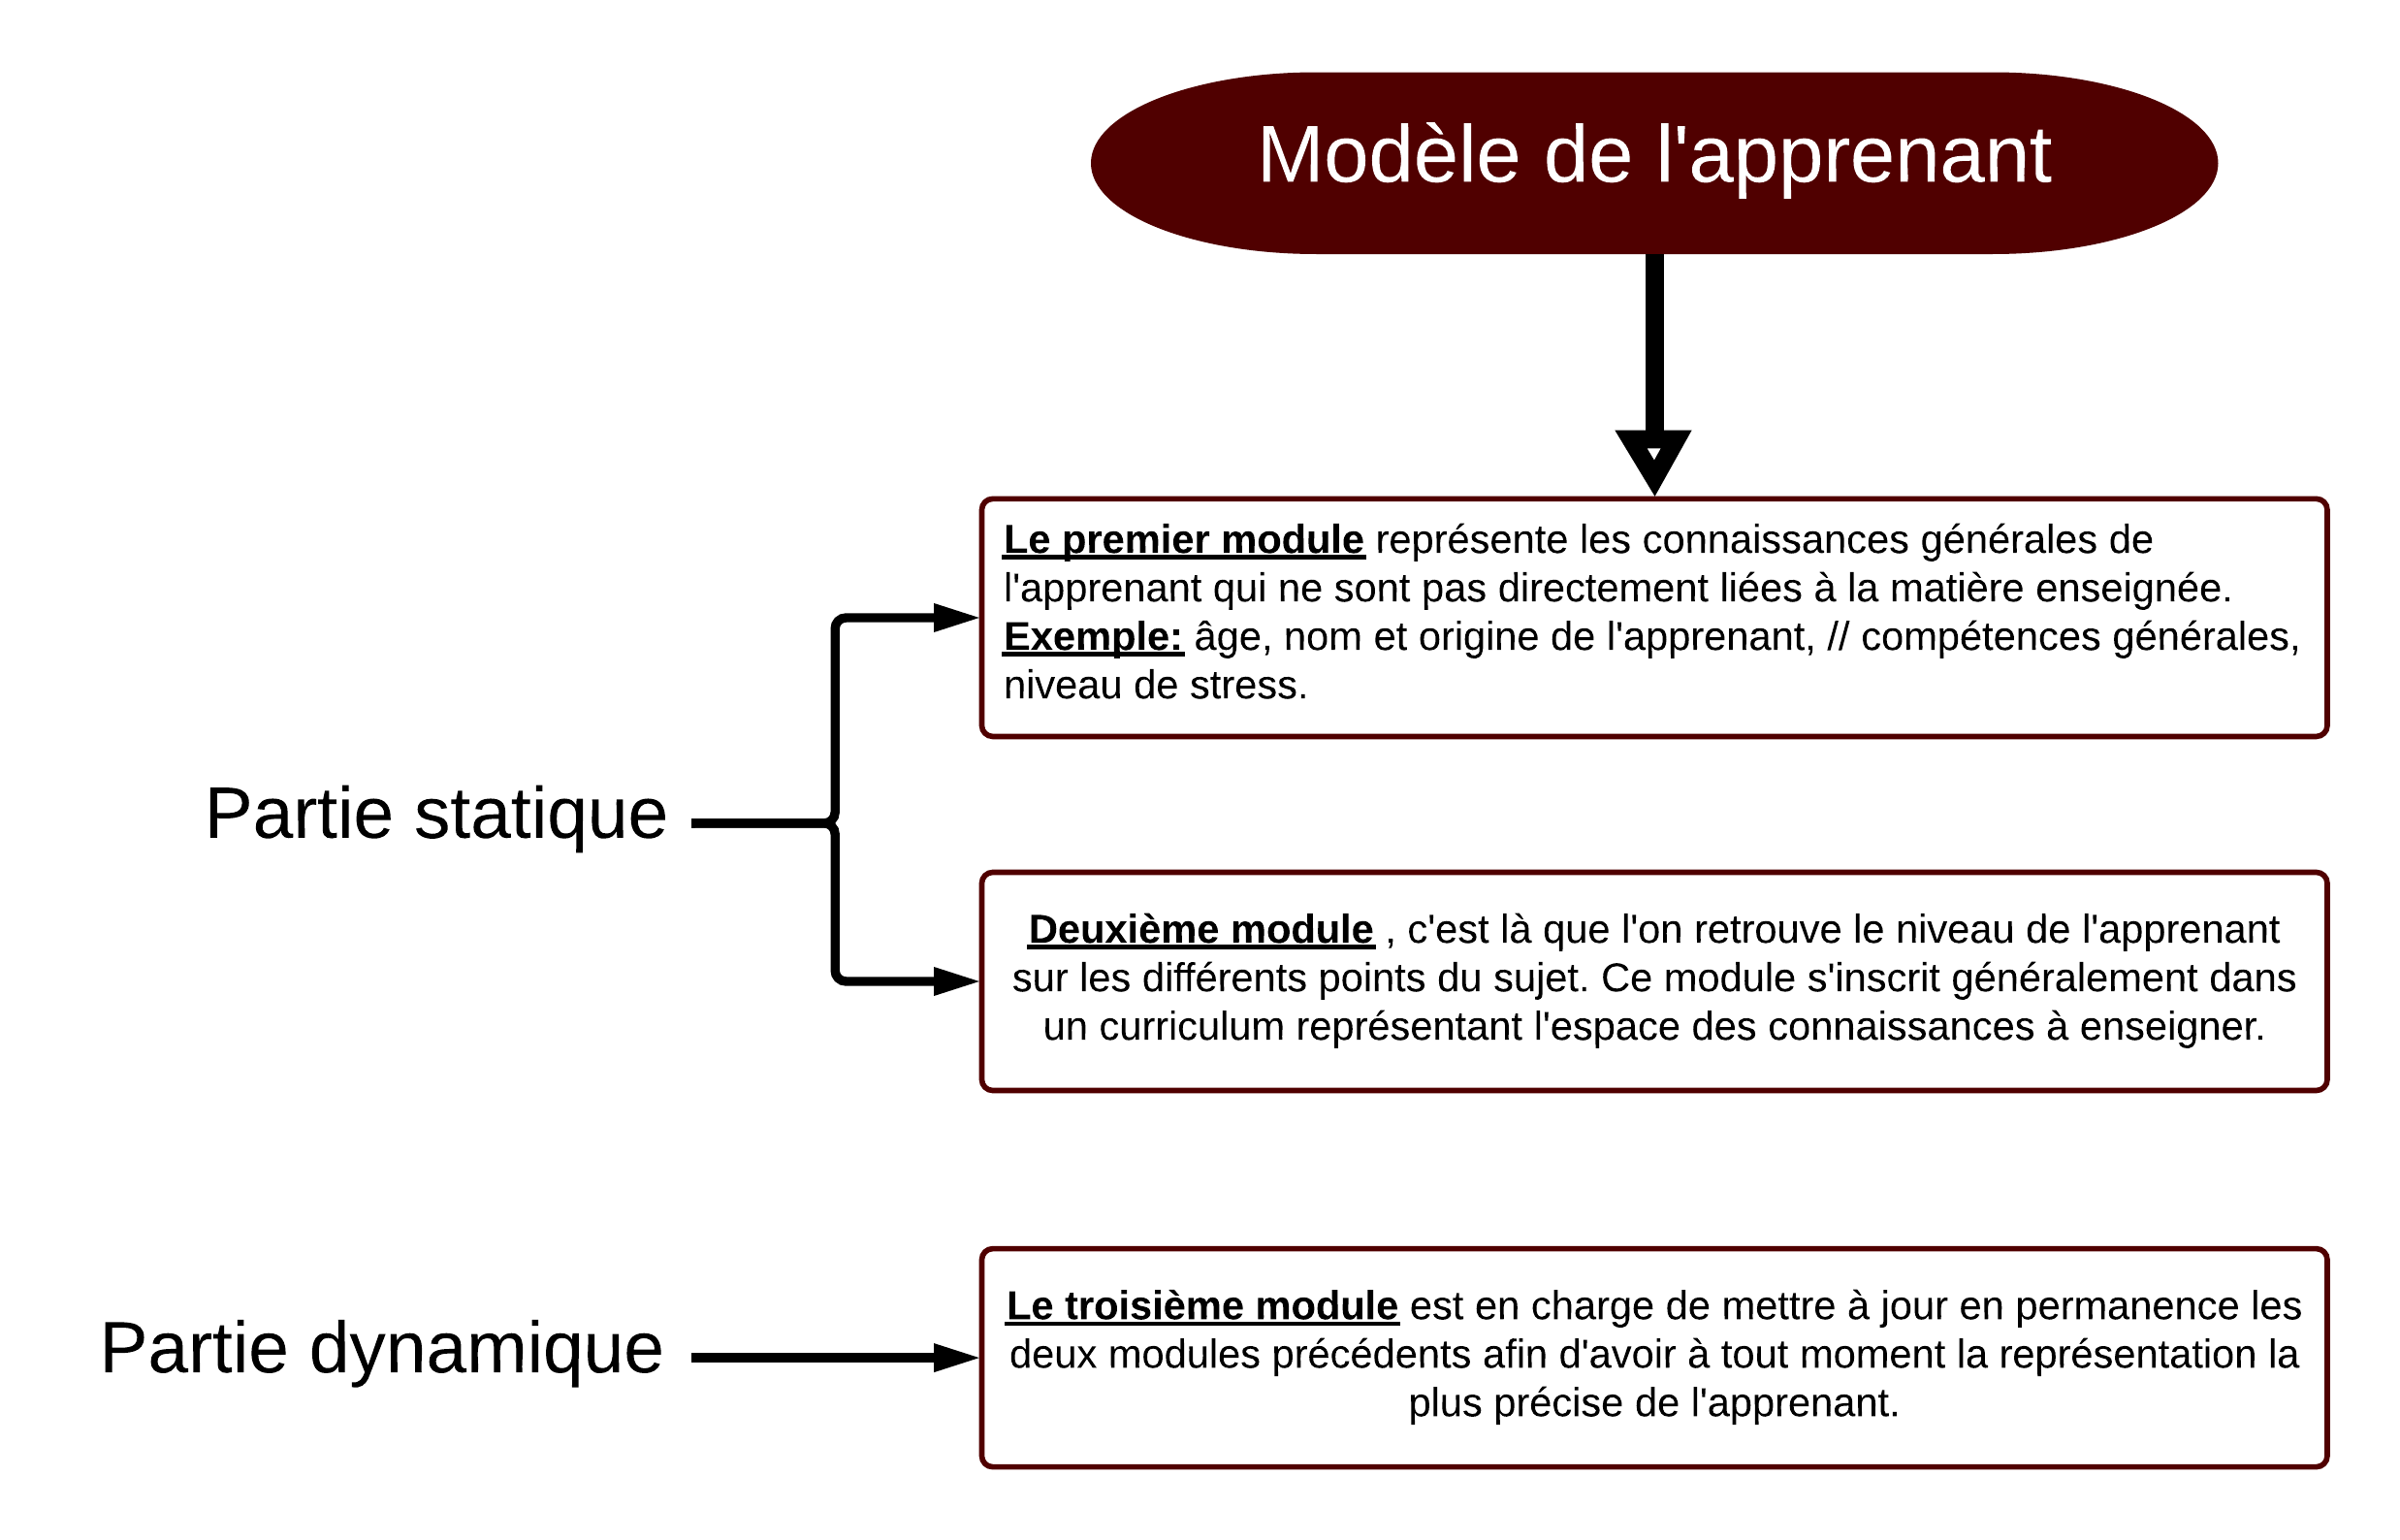 Modèle de l'apprenant
Le premier module représente les connaissances générales de
l'apprenant qui ne sont pas directement liées à la matière enseignée.
Exemple: âge, nom et origine de l'apprenant, // compétences générales,
niveau de stress.
Partie statique
Deuxième module , c'est là que l'on retrouve le niveau de l'apprenant
sur les différents points du sujet. Ce module s'inscrit généralement dans
un curriculum représentant l'espace des connaissances à enseigner.
Partie dynamique
Le troisième module est en charge de mettre à jour en permanence les
deux modules précédents afin d'avoir à tout moment la représentation la
plus précise de l'apprenant.